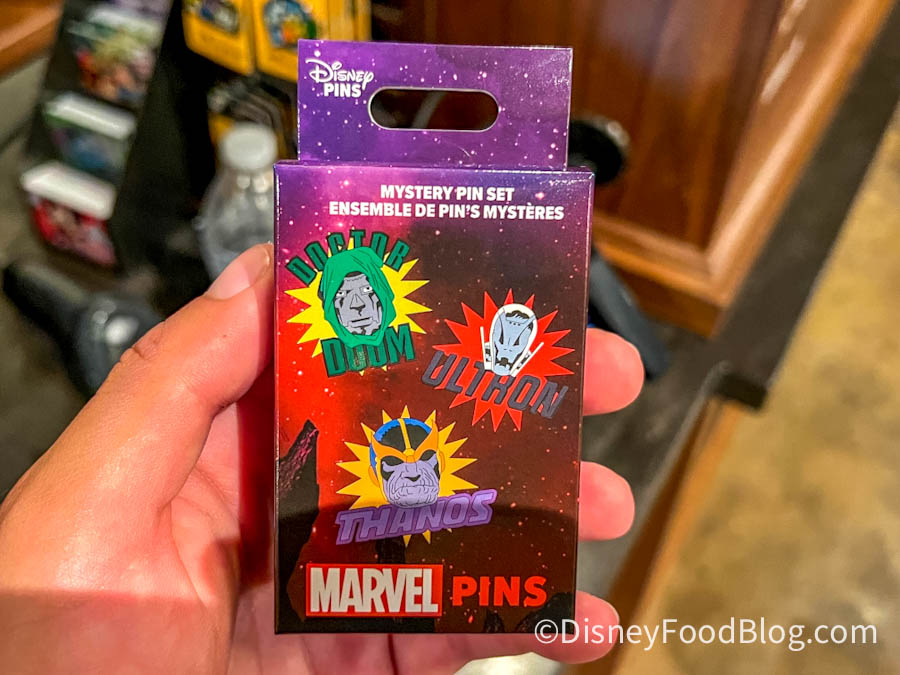 Disney
PINS
MYSTERY PIN SET
ENSEMBLE DE PIN'S MYSTÈRES
DOCTOR
DOOM
ULTRON
THANOS
MARVEL PINS
©DisneyFoodBlog.com